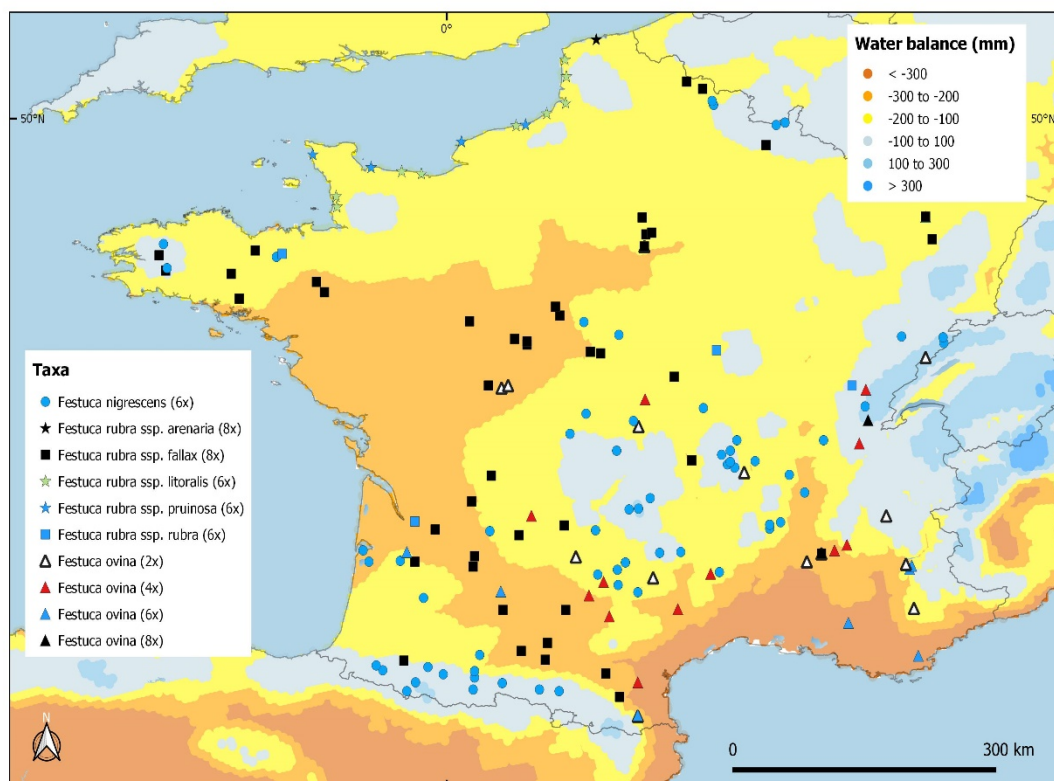 0°
50°N
50°N
Water balance (mm)
< -300
-300 to -200
-200 to -100
-100 to 100
100 to 300
> 300
Taxa
Festuca nigrescens (6x)
Festuca rubra ssp. arenaria (8x)
Festuca rubra ssp. fallax (8x)
Festuca rubra ssp. litoralis (6x)
Festuca rubra ssp. pruinosa (6x)
Festuca rubra ssp. rubra (6x)
Festuca ovina (2x)
Festuca ovina (4x)
Festuca ovina (6x)
Festuca ovina (8x)
N
0 300 km